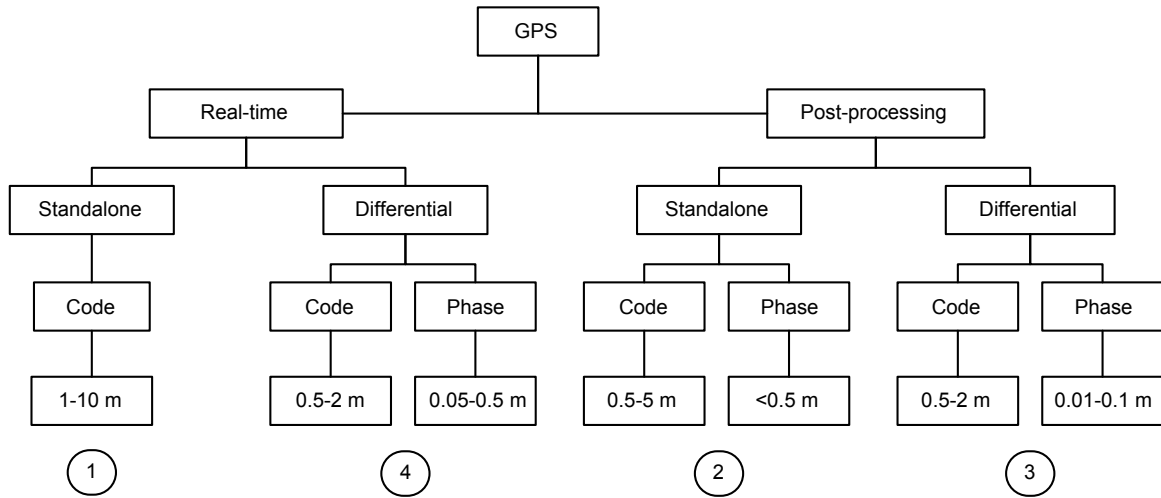 GPS
Real-time
Post-processing
Standalone
Differential
Standalone
Differential
Code
Code
Phase
Code
Phase
Code
Phase
1-10 m
0.5-2 m
0.05-0.5 m
0.5-5 m
<0.5 m
0.5-2 m
0.01-0.1 m
1
4
2
3